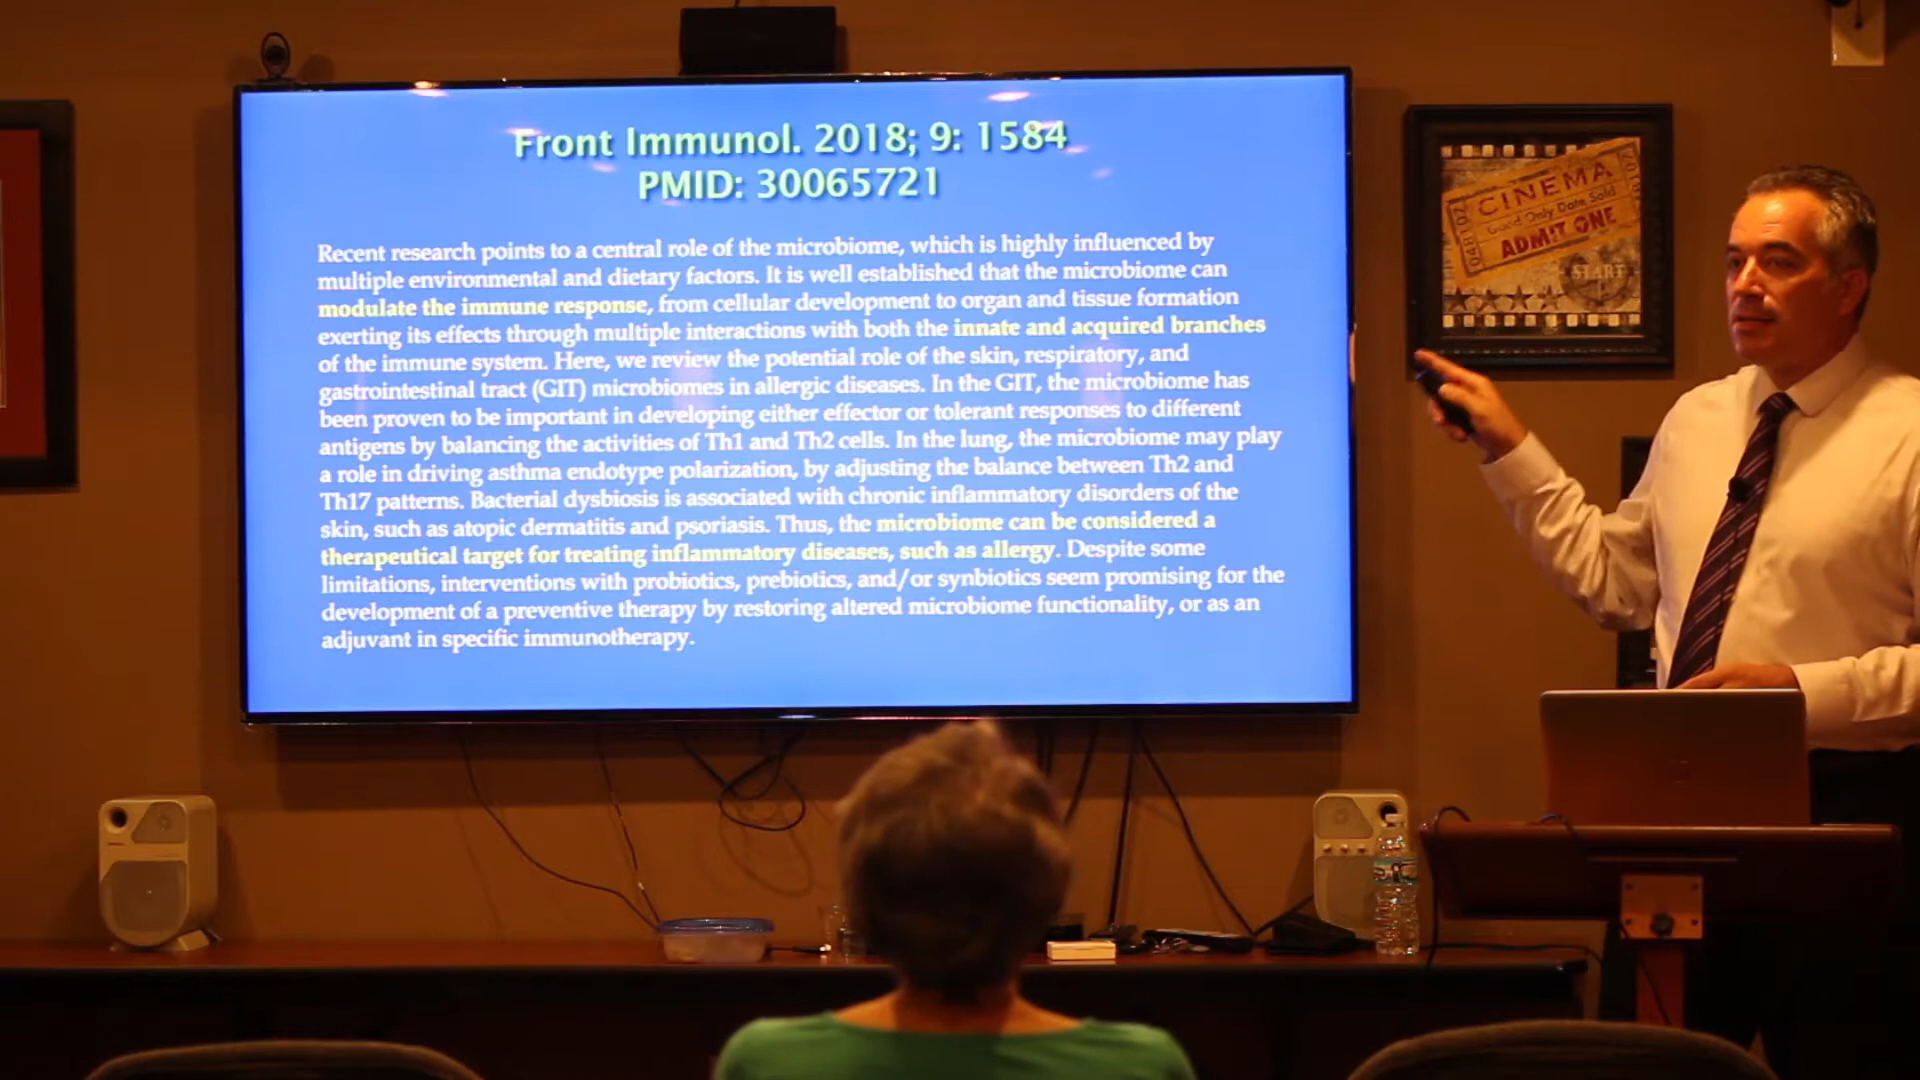 Front Immunol. 2018; 9: 1584
PMID: 30065721
Recent research points to a central role of the microbiome, which is highly influenced by
multiple environmental and dietary factors. It is well established that the microbiome can
modulate the immune response, from cellular development to organ and tissue formation
exerting its effects through multiple interactions with both the innate and acquired branches
of the immune system. Here, we review the potential role of the skin, respiratory, and
gastrointestinal tract (GIT) microbiomes in allergic diseases. In the GIT, the microbiome has
been proven to be important in developing either effector or tolerant responses to different
antigens by balancing the activities of Th1 and Th2 cells. In the lung, the microbiome may play
a role in driving asthma endotype polarization, by adjusting the balance between Th2 and
Th17 patterns. Bacterial dysbiosis is associated with chronic inflammatory disorders of the
skin, such as atopic dermatitis and psoriasis. Thus, the microbiome can be considered a
therapeutical target for treating inflammatory diseases, such as allergy. Despite some
limitations, interventions with probiotics, prebiotics, and/or synbiotics seem promising for the
development of a preventive therapy by restoring altered microbiome functionality, or as an
adjuvant in specific immunotherapy.
CINEMA
Good Only Date Sold
ADMIT ONE
START